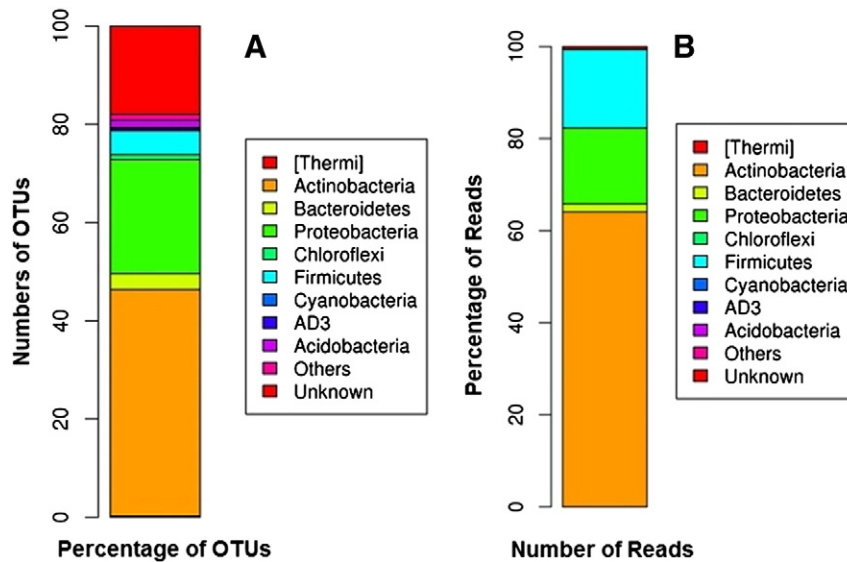 A
Numbers of OTUs
100
80
60
40
20
0
Percentage of OTUs
[Thermi]
Actinobacteria
Bacteroidetes
Proteobacteria
Chloroflexi
Firmicutes
Cyanobacteria
AD3
Acidobacteria
Others
Unknown
B
Percentage of Reads
100
80
60
40
20
0
Number of Reads
[Thermi]
Actinobacteria
Bacteroidetes
Proteobacteria
Chloroflexi
Firmicutes
Cyanobacteria
AD3
Acidobacteria
Others
Unknown